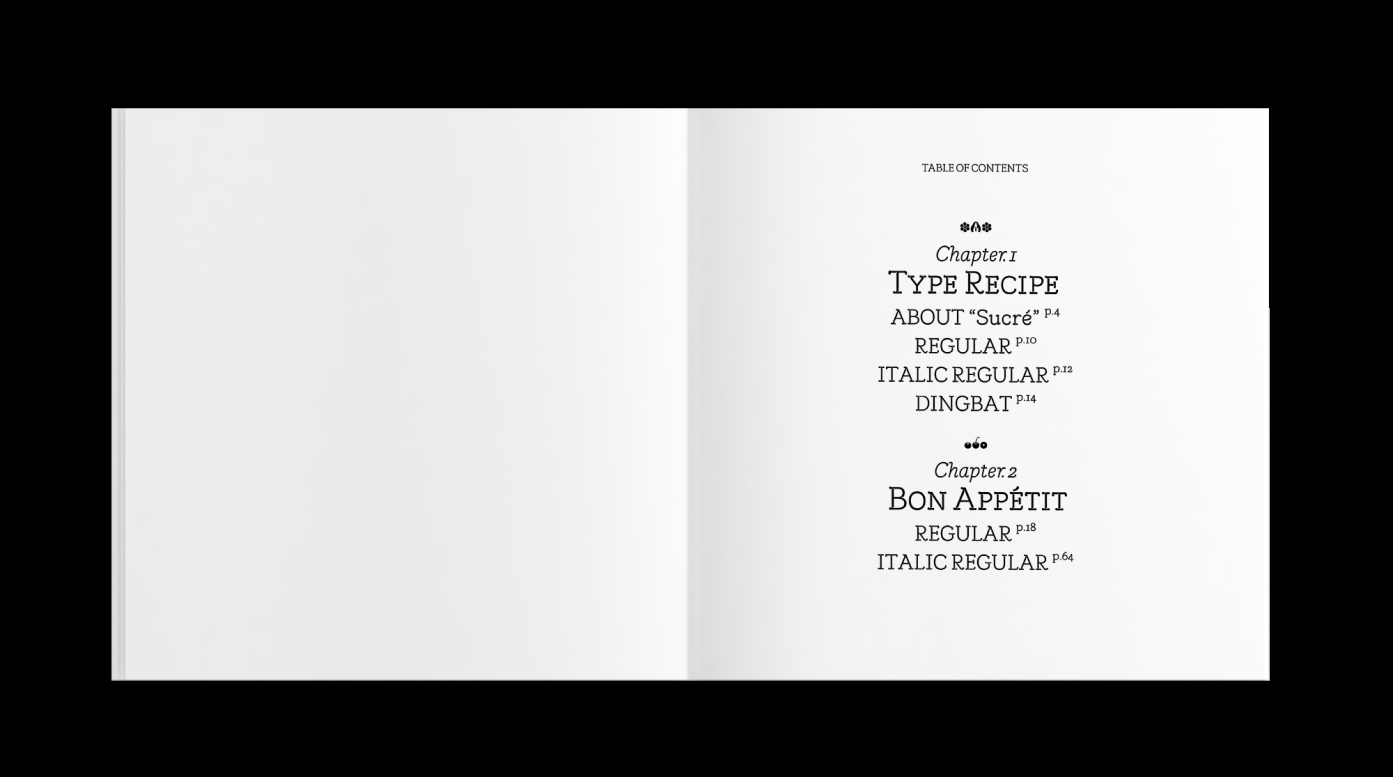 TABLE OF CONTENTS
Chapter.1
TYPE RECIPE
ABOUT “Sucré” p.4
REGULAR p.10
ITALIC REGULAR p.12
DINGBAT p.14
Chapter.2
BON APPÉTIT
REGULAR p.18
ITALIC REGULAR p.64